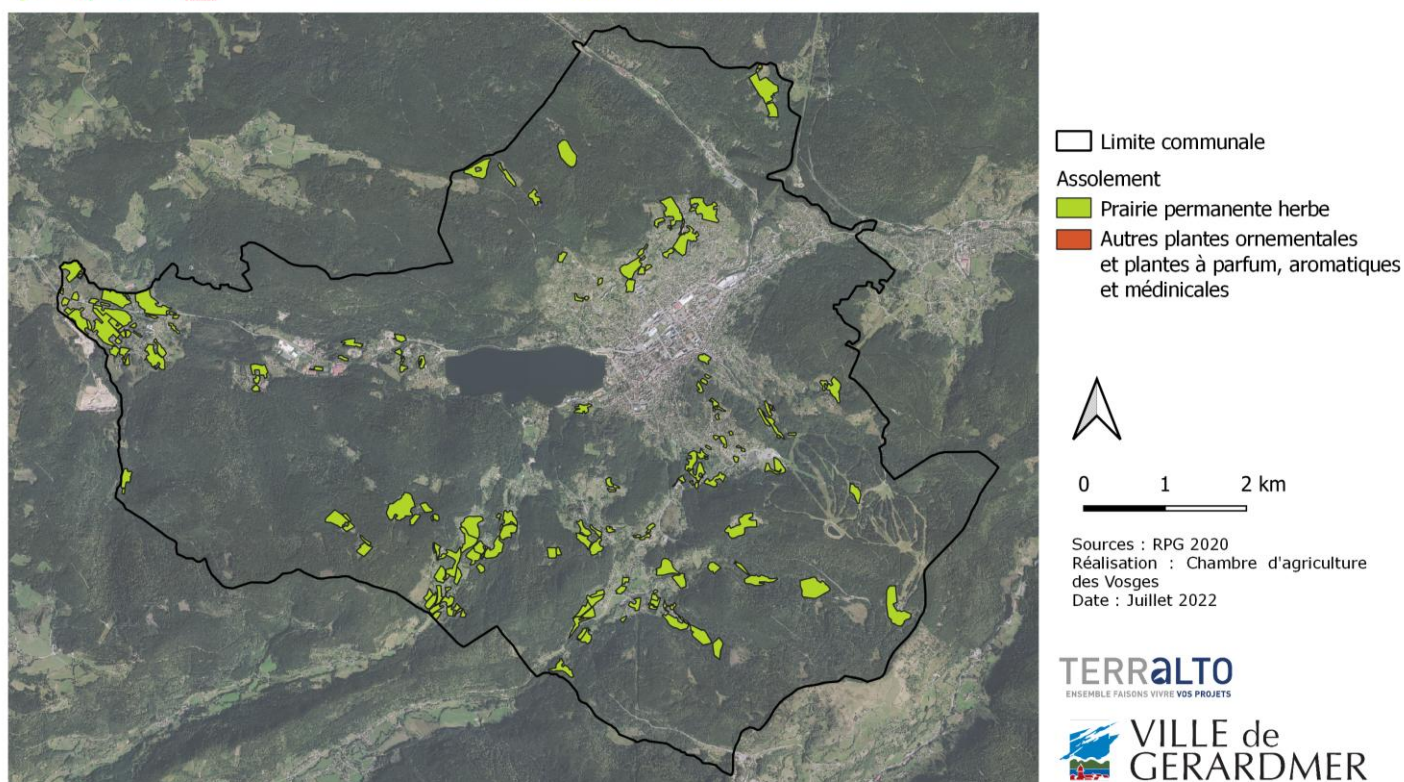 Limite communale
Assolement
Prairie permanente herbe
Autres plantes ornementales
et plantes à parfum, aromatiques
et médinicales
0 1 2 km
Sources : RPG 2020
Réalisation : Chambre d'agriculture
des Vosges
Date : Juillet 2022
TERRALTO
ENSEMBLE FAISONS VIVRE VOS PROJETS
VILLE de
GERARDMER